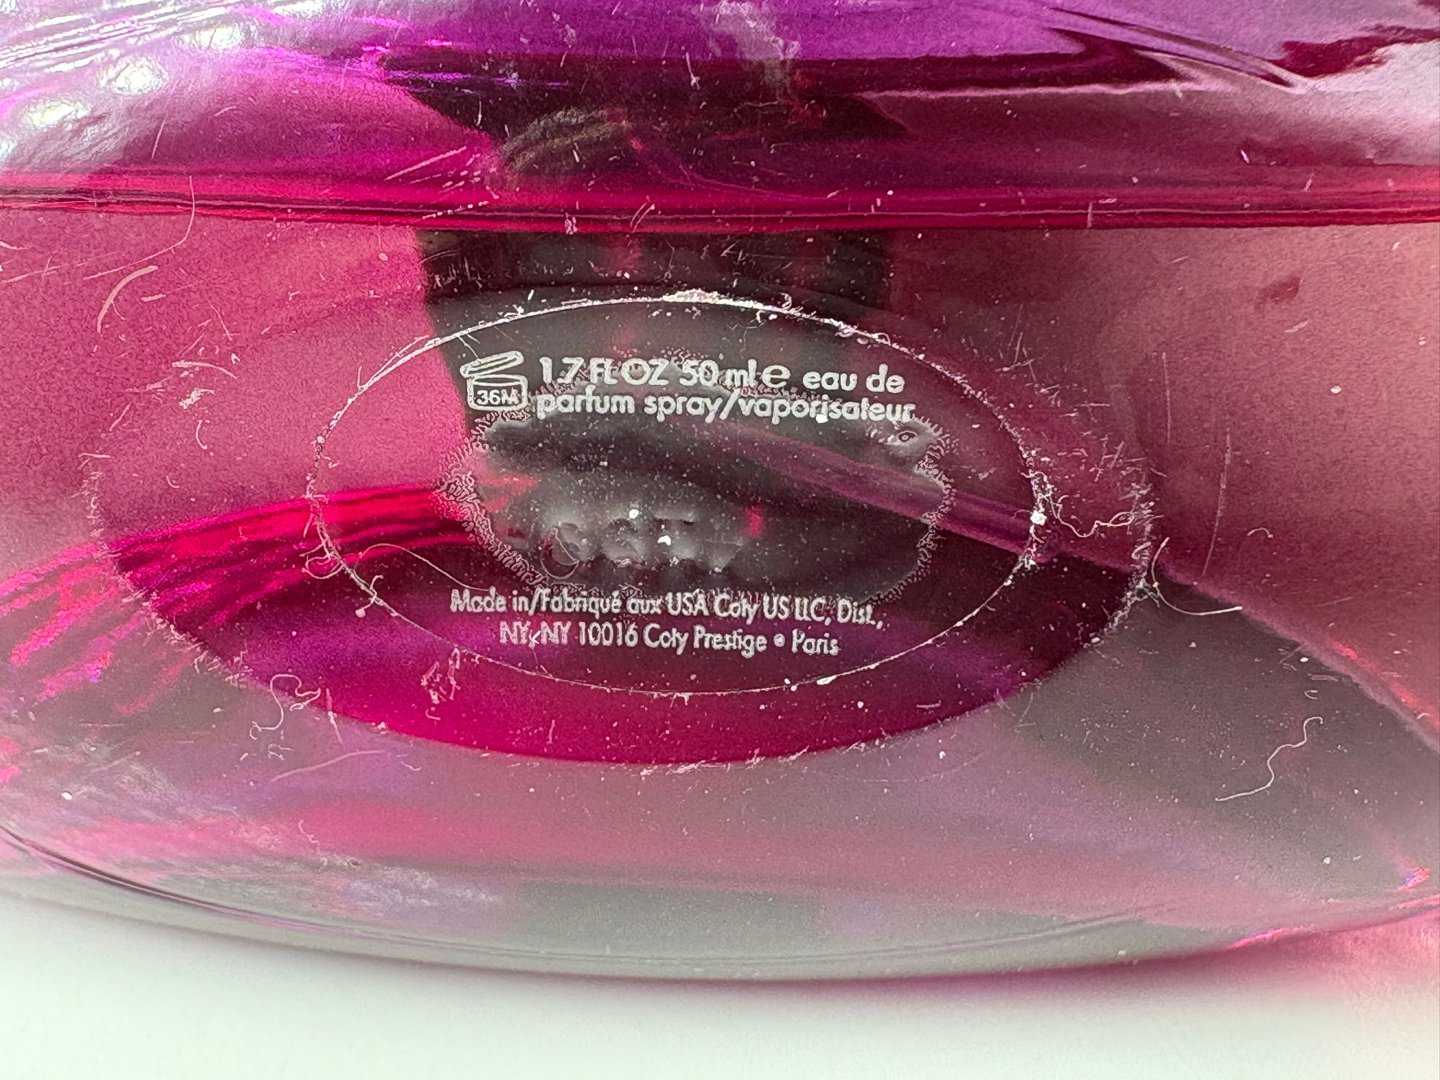 36M
1.7 FL OZ 50 ml ℮ eau de
parfum spray/vaporisateur
Made in/Fabriqué aux USA Coty US LLC, Dist.,
NY, NY 10016 Coty Prestige • Paris